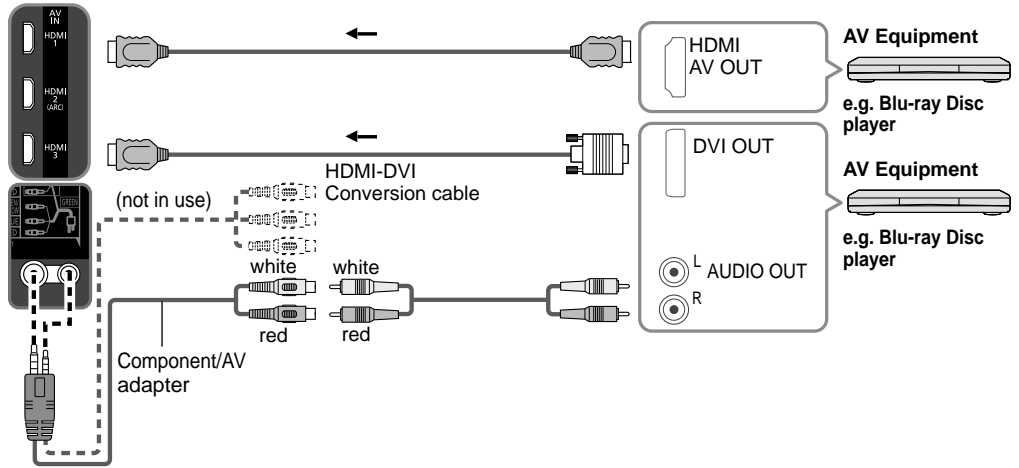 AV
IN
HDMI
1
HDMI
2
(ARC)
HDMI
3
HDMI
AV OUT
AV Equipment
e.g. Blu-ray Disc
player
DVI OUT
AV Equipment
e.g. Blu-ray Disc
player
L
AUDIO OUT
R
HDMI-DVI
Conversion cable
(not in use)
GREEN
white
white
red
red
Component/AV
adapter